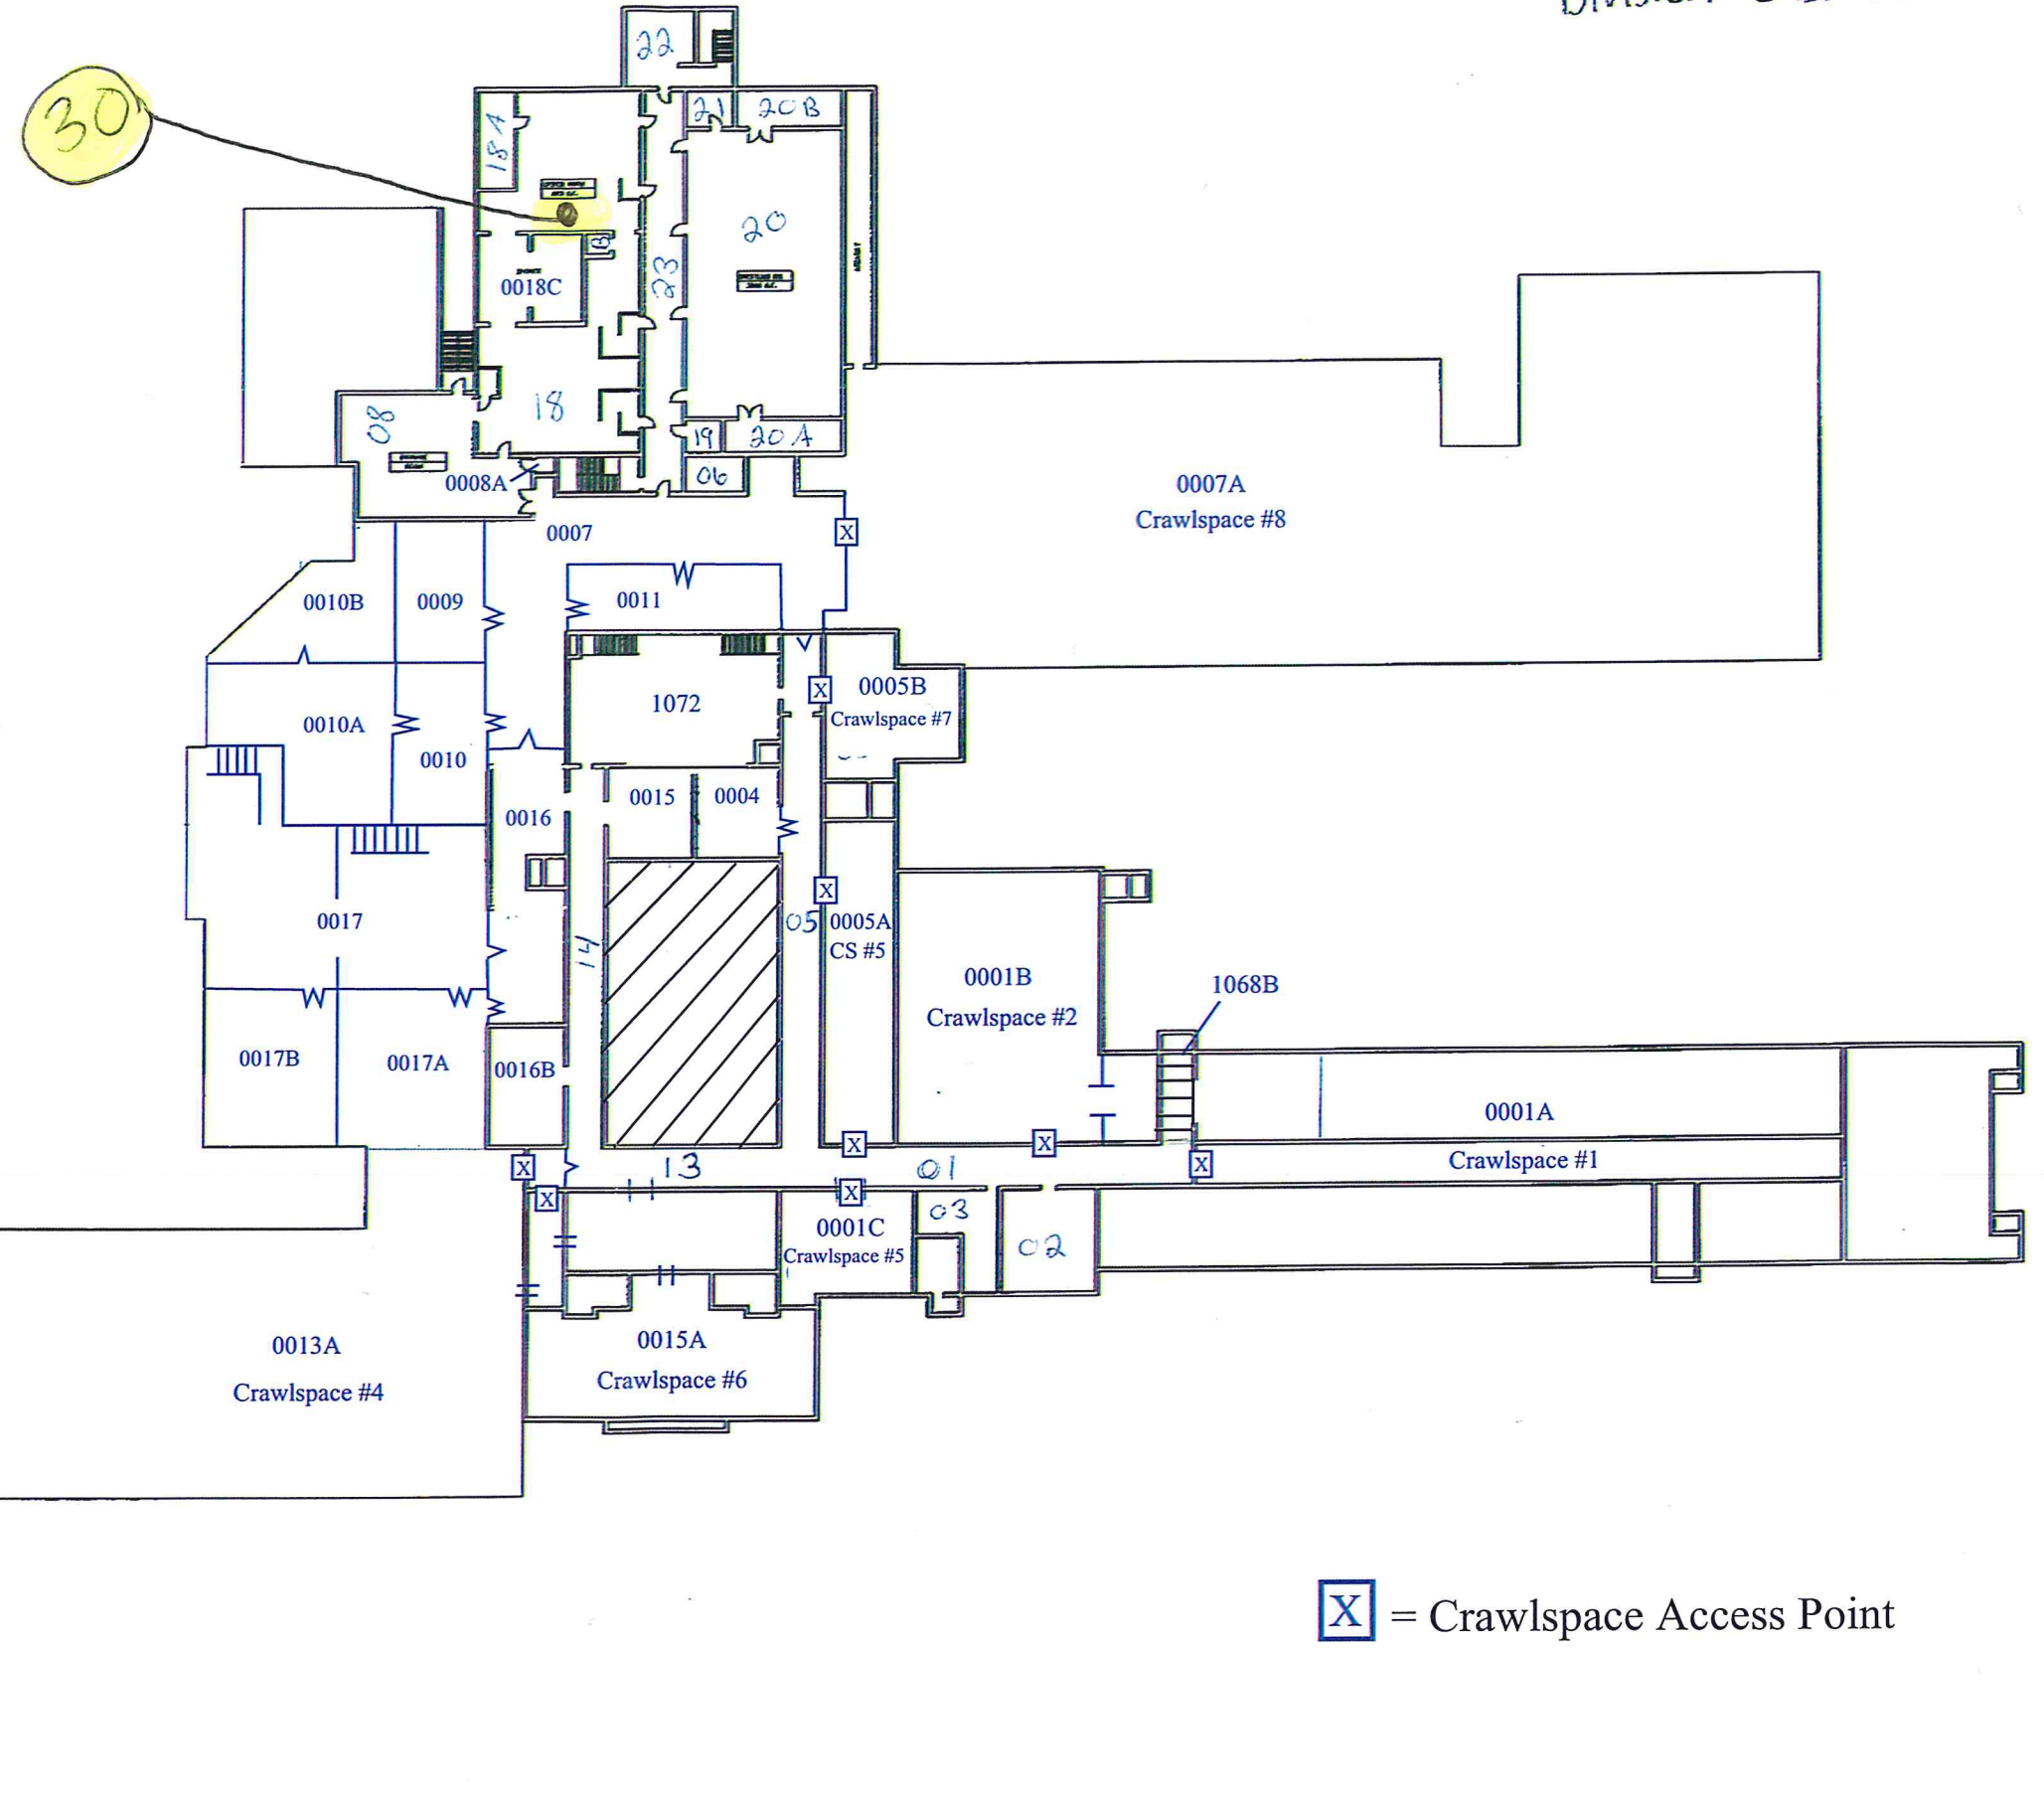 22
30
21
20B
18A
20
B
23
0018C
18
08
19
20A
0008A
06
0007A
Crawlspace #8
0007
X
0010B
0009
0011
1072
X
0005B
Crawlspace #7
0010A
0010
0015
0004
0016
X
0017
14
05
0005A
CS #5
0001B
Crawlspace #2
1068B
0017B
0017A
0016B
0001A
X
X
X
13
01
X
Crawlspace #1
X
X
0001C
Crawlspace #5
03
02
0015A
Crawlspace #6
0013A
Crawlspace #4
X = Crawlspace Access Point